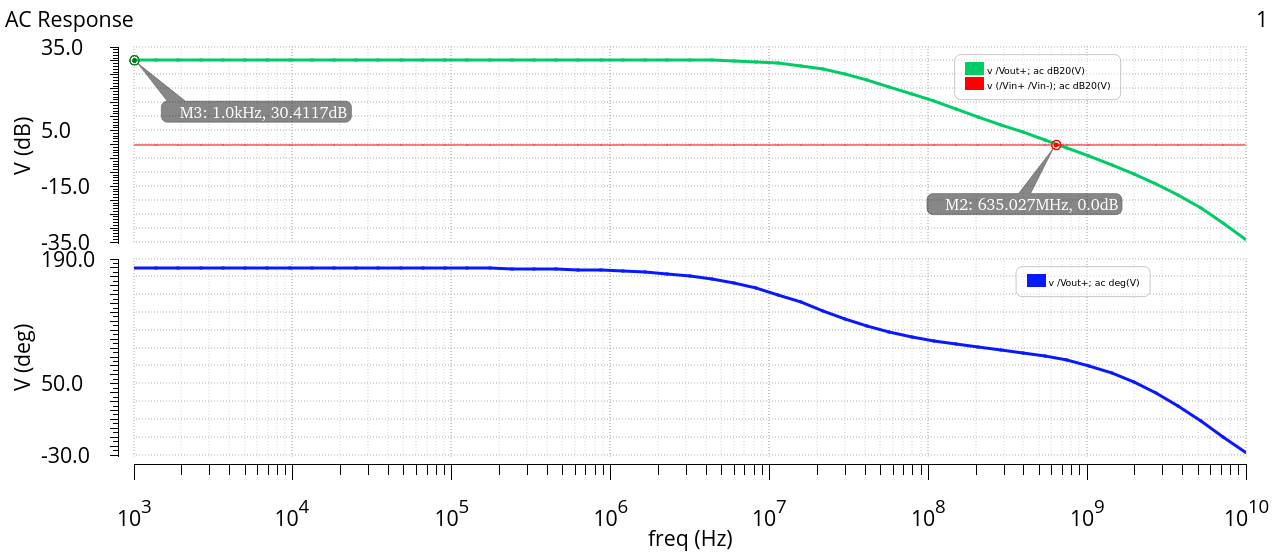 AC Response
1
35.0
v /Vout+; ac dB20(V)
v (/Vin+ /Vin-); ac dB20(V)
M3: 1.0kHz, 30.4117dB
V (dB)
5.0
-15.0
M2: 635.027MHz, 0.0dB
-35.0
190.0
v /Vout+; ac deg(V)
V (deg)
50.0
-30.0
10³ 10⁴ 10⁵ 10⁶ 10⁷ 10⁸ 10⁹ 10¹⁰
freq (Hz)